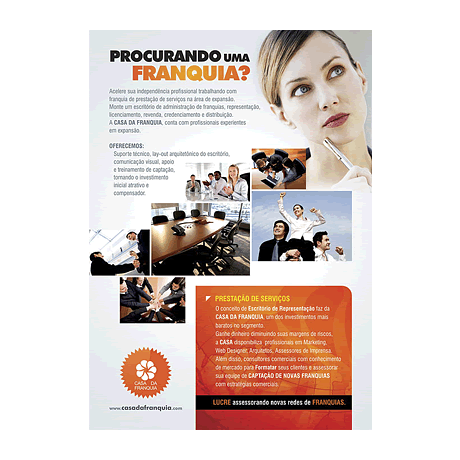 PROCURANDO UMA
FRANQUIA?
Acelere sua independência profissional trabalhando com
franquia de prestação de serviços na área de expansão.
Monte um escritório de administração de franquias, representação,
licenciamento, revenda, credenciamento e distribuição.
A CASA DA FRANQUIA, conta com profissionais experientes
em expansão.
OFERECEMOS:
Suporte técnico, lay-out arquitetônico do escritório,
comunicação visual, apoio
e treinamento de captação,
tornando o investimento
inicial atrativo e
compensador.
PRESTAÇÃO DE SERVIÇOS
O conceito de Escritório de Representação faz da
CASA DA FRANQUIA, um dos investimentos mais
baratos no segmento.
Ganhe dinheiro diminuindo suas margens de riscos,
a CASA disponibiliza profissionais em Marketing,
Web Designer, Arquitetos, Assessores de Imprensa.
Além disso, consultores comerciais com conhecimento
de mercado para Formatar seus clientes e assessorar
sua equipe de CAPTAÇÃO DE NOVAS FRANQUIAS
com estratégias comerciais.
LUCRE assessorando novas redes de FRANQUIAS.
CASA DA
FRANQUIA
www.casadafranquia.com